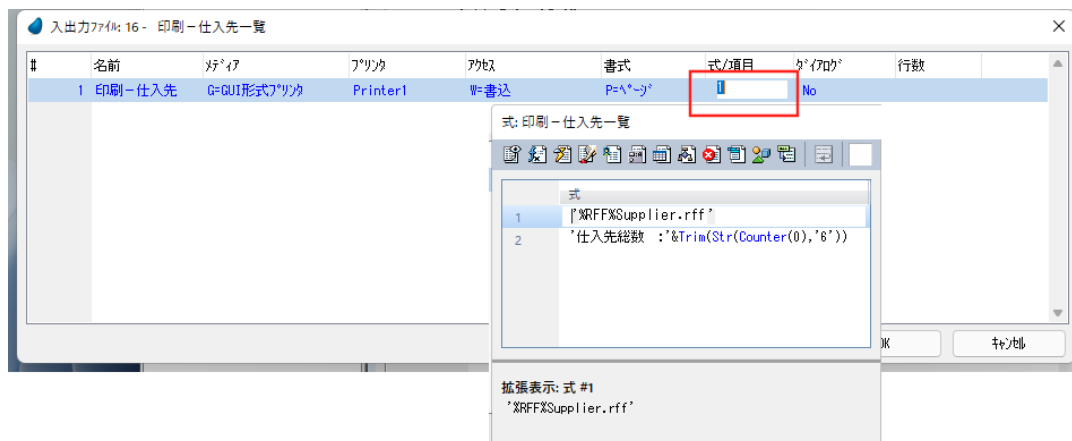 入出力ﾌｧｲﾙ: 16 - 印刷－仕入先一覧
# 名前 ﾒﾃﾞｨｱ ﾌﾟﾘﾝﾀ ｱｸｾｽ 書式 式/項目 ﾀﾞｲｱﾛｸﾞ 行数
1 印刷－仕入先 G=GUI形式ﾌﾟﾘﾝﾀ Printer1 W=書込 P=ﾍﾟｰｼﾞ 1 No
式: 印刷－仕入先一覧
式
1 '%RFF%Supplier.rff'
2 '仕入先総数 :'&Trim(Str(Counter(0),'6'))
OK ｷｬﾝｾﾙ
拡張表示: 式 #1
'%RFF%Supplier.rff'